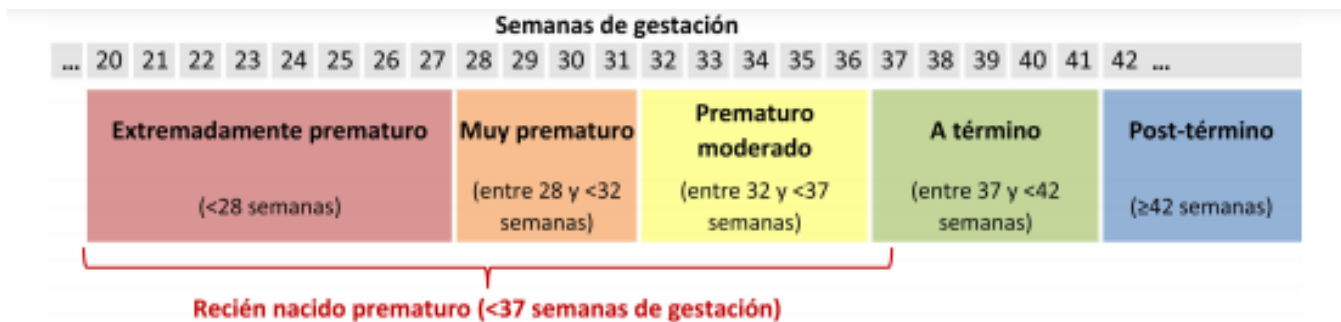 Semanas de gestación
... 20 21 22 23 24 25 26 27 28 29 30 31 32 33 34 35 36 37 38 39 40 41 42 ...
Extremadamente prematuro
(<28 semanas)
Muy prematuro
(entre 28 y <32
semanas)
Prematuro
moderado
(entre 32 y <37
semanas)
A término
(entre 37 y <42
semanas)
Post-término
(≥42 semanas)
Recién nacido prematuro (<37 semanas de gestación)